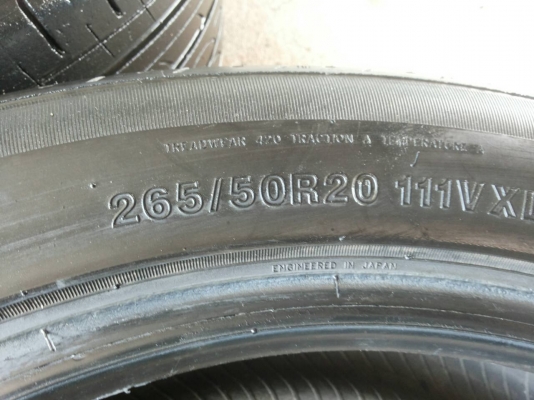 TREADWEAR 420 TRACTION A TEMPERATURE
265/50R20 111V XL
ENGINEERED IN JAPAN